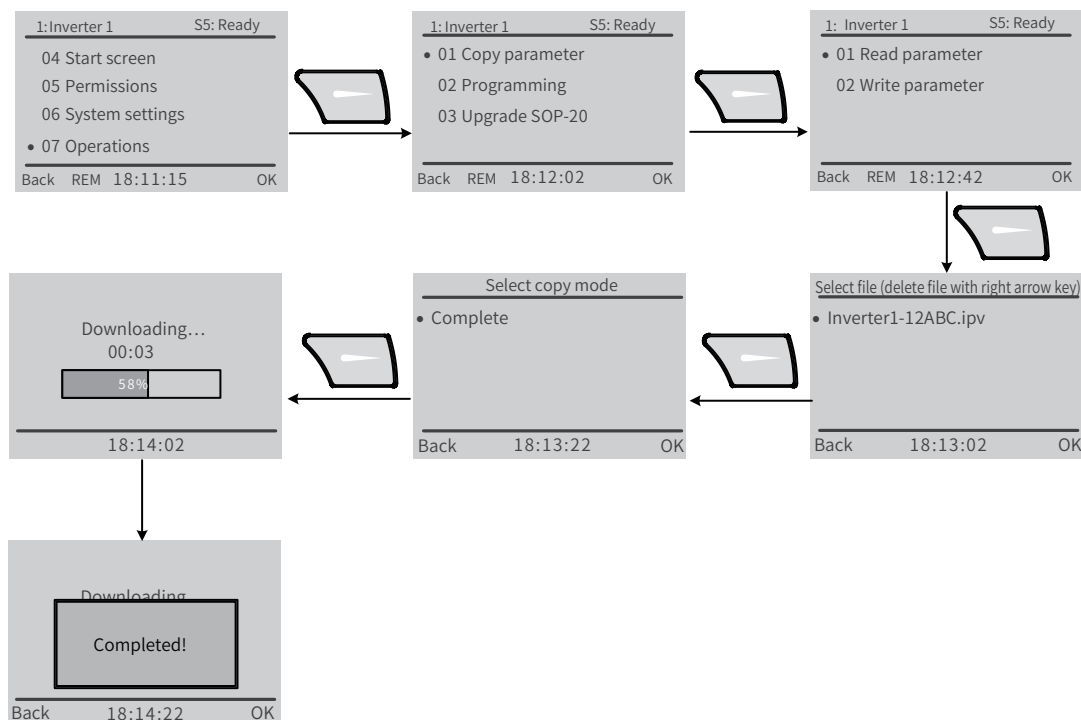 1:Inverter 1 S5: Ready
04 Start screen
05 Permissions
06 System settings
• 07 Operations
Back REM 18:11:15 OK
1: Inverter 1 S5: Ready
• 01 Copy parameter
02 Programming
03 Upgrade SOP-20
Back REM 18:12:02 OK
1: Inverter 1 S5: Ready
• 01 Read parameter
02 Write parameter
Back REM 18:12:42 OK
Select file (delete file with right arrow key)
• Inverter1-12ABC.ipv
Back 18:13:02 OK
Select copy mode
• Complete
Back 18:13:22 OK
Downloading...
00:03
58%
18:14:02
Downloading
Completed!
Back 18:14:22 OK